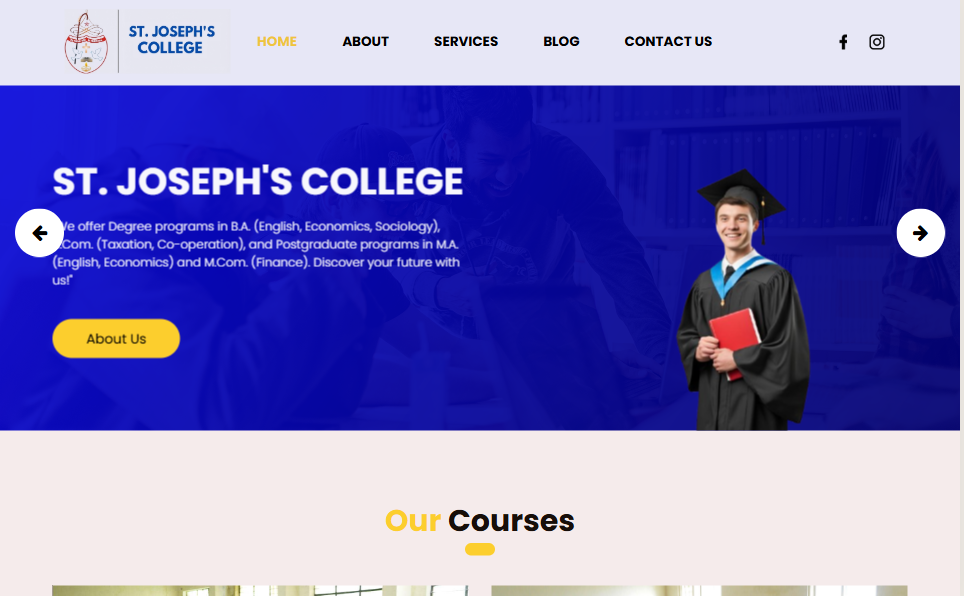 ST. JOSEPH'S
COLLEGE
HOME ABOUT SERVICES BLOG CONTACT US
ST. JOSEPH'S COLLEGE
offer Degree programs in B.A. (English, Economics, Sociology),
Com. (Taxation, Co-operation), and Postgraduate programs in M.A.
(English, Economics) and M.Com. (Finance). Discover your future with
us!"
About Us
Our Courses